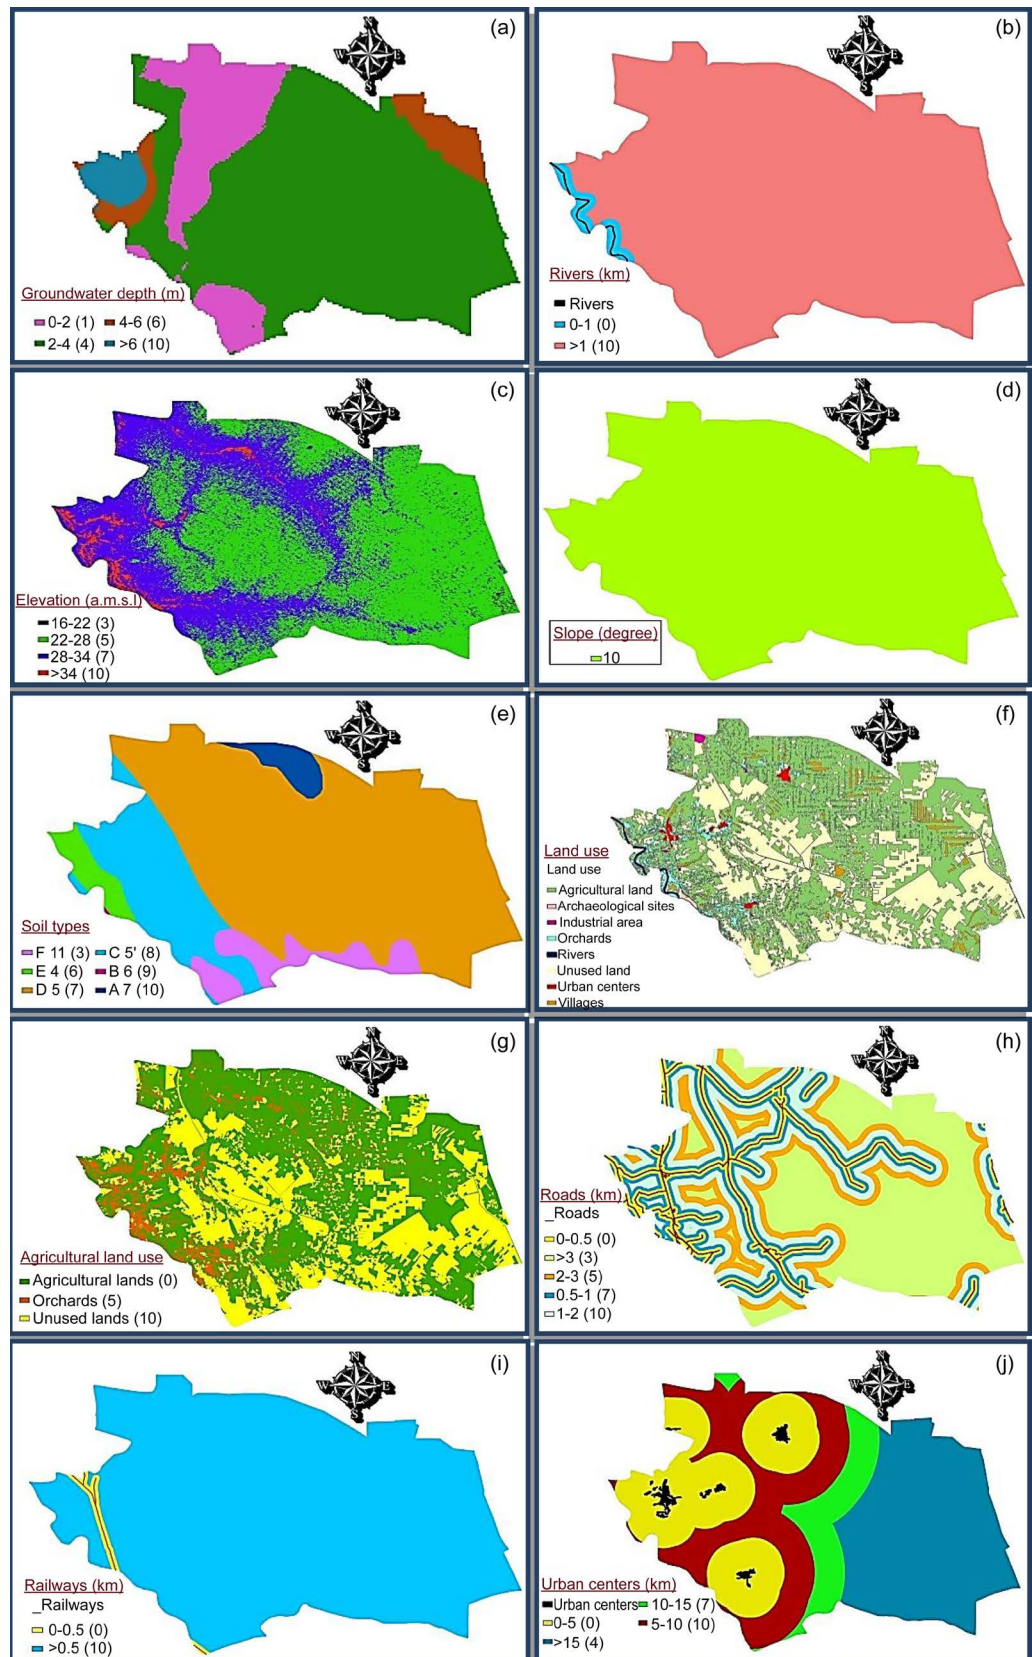 (a)
N
W E
S
Groundwater depth (m)
0-2 (1) 4-6 (6)
2-4 (4) >6 (10)
(b)
N
W E
S
Rivers (km)
Rivers
0-1 (0)
>1 (10)
(c)
N
W E
S
Elevation (a.m.s.l)
16-22 (3)
22-28 (5)
28-34 (7)
>34 (10)
(d)
N
W E
S
Slope (degree)
10
(e)
N
W E
S
Soil types
F 11 (3) C 5' (8)
E 4 (6) B 6 (9)
D 5 (7) A 7 (10)
(f)
N
W E
S
Land use
Land use
Agricultural land
Archaeological sites
Industrial area
Orchards
Rivers
Unused land
Urban centers
Villages
(g)
N
W E
S
Agricultural land use
Agricultural lands (0)
Orchards (5)
Unused lands (10)
(h)
N
W E
S
Roads (km)
_Roads
0-0.5 (0)
>3 (3)
2-3 (5)
0.5-1 (7)
1-2 (10)
(i)
N
W E
S
Railways (km)
_Railways
0-0.5 (0)
>0.5 (10)
(j)
N
W E
S
Urban centers (km)
Urban centers 10-15 (7)
0-5 (0) 5-10 (10)
>15 (4)